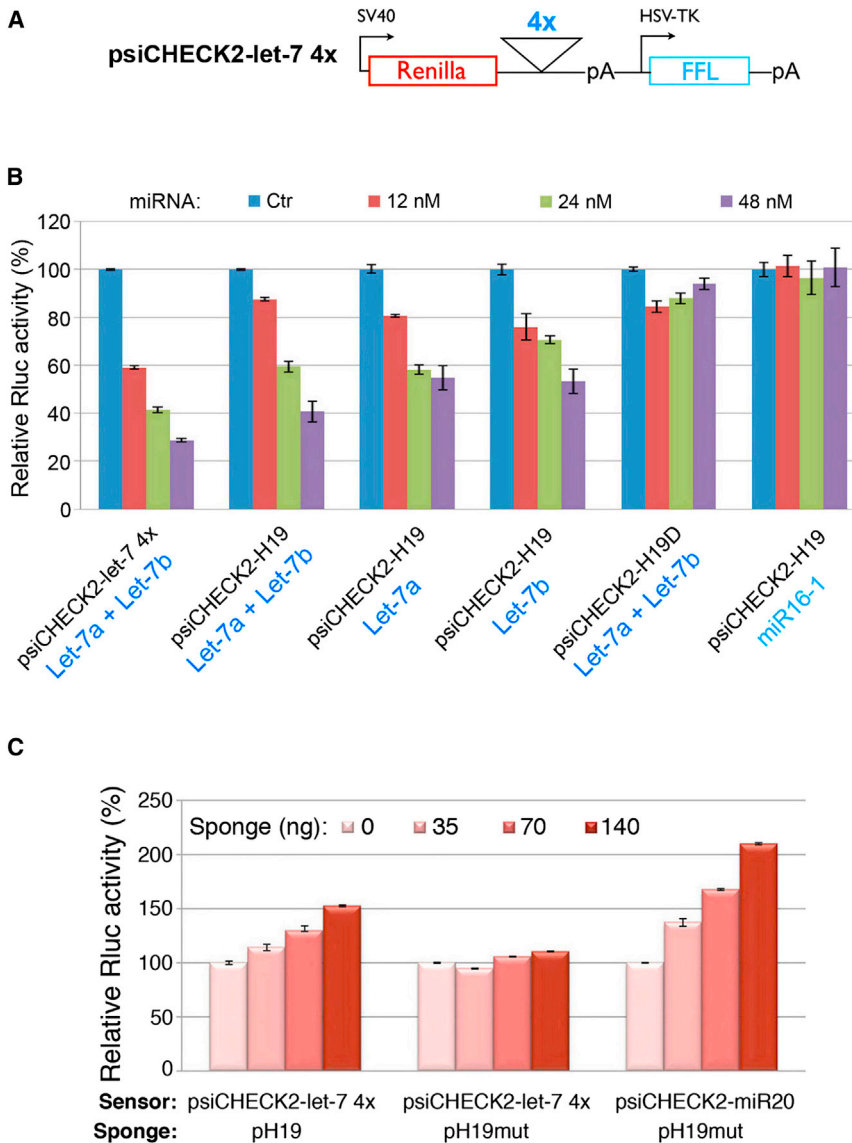 A
psiCHECK2-let-7 4x
SV40
4x
HSV-TK
Renilla
pA
FFL
pA
B
miRNA: Ctr 12 nM 24 nM 48 nM
Relative Rluc activity (%)
120
100
80
60
40
20
0
psiCHECK2-let-7 4x
Let-7a + Let-7b
psiCHECK2-H19
Let-7a + Let-7b
psiCHECK2-H19
Let-7a
psiCHECK2-H19
Let-7b
psiCHECK2-H19D
Let-7a + Let-7b
psiCHECK2-H19
miR16-1
C
Relative Rluc activity (%)
250
200
150
100
50
0
Sponge (ng): 0 35 70 140
Sensor: psiCHECK2-let-7 4x psiCHECK2-let-7 4x psiCHECK2-miR20
Sponge: pH19 pH19mut pH19mut